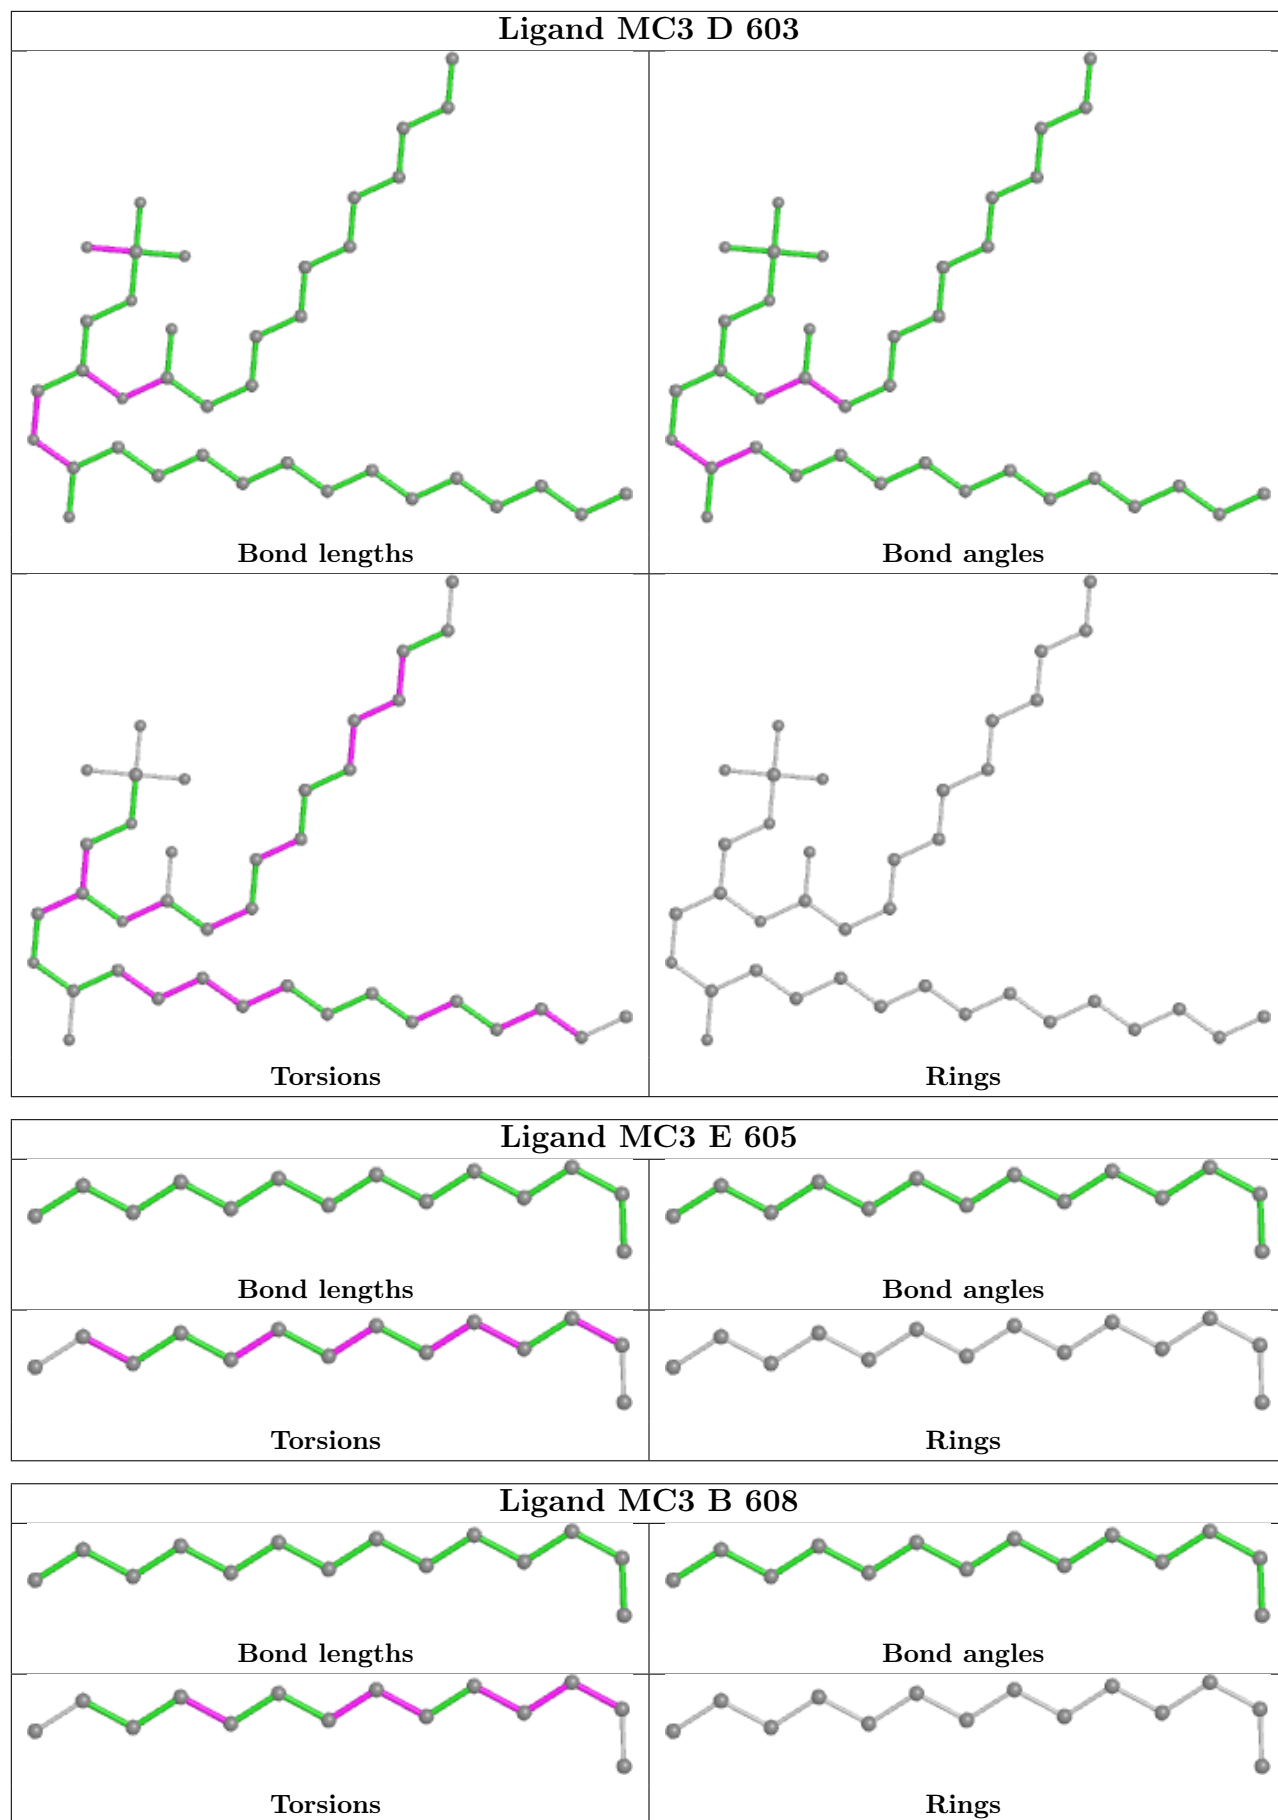 Ligand MC3 D 603
Bond lengths
Bond angles
Torsions
Rings
Ligand MC3 E 605
Bond lengths
Bond angles
Torsions
Rings
Ligand MC3 B 608
Bond lengths
Bond angles
Torsions
Rings